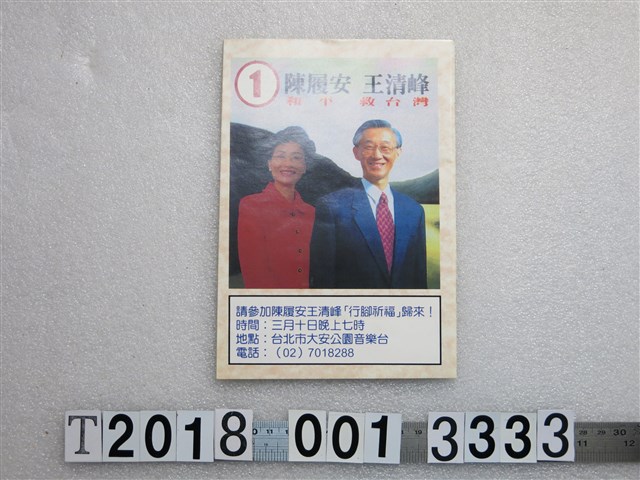 1 陳履安 王清峰
和平 救台灣
請參加陳履安王清峰「行腳祈福」歸來！
時間：三月十日晚上七時
地點：台北市大安公園音樂台
電話：（02）7018288
T2018 001 3333